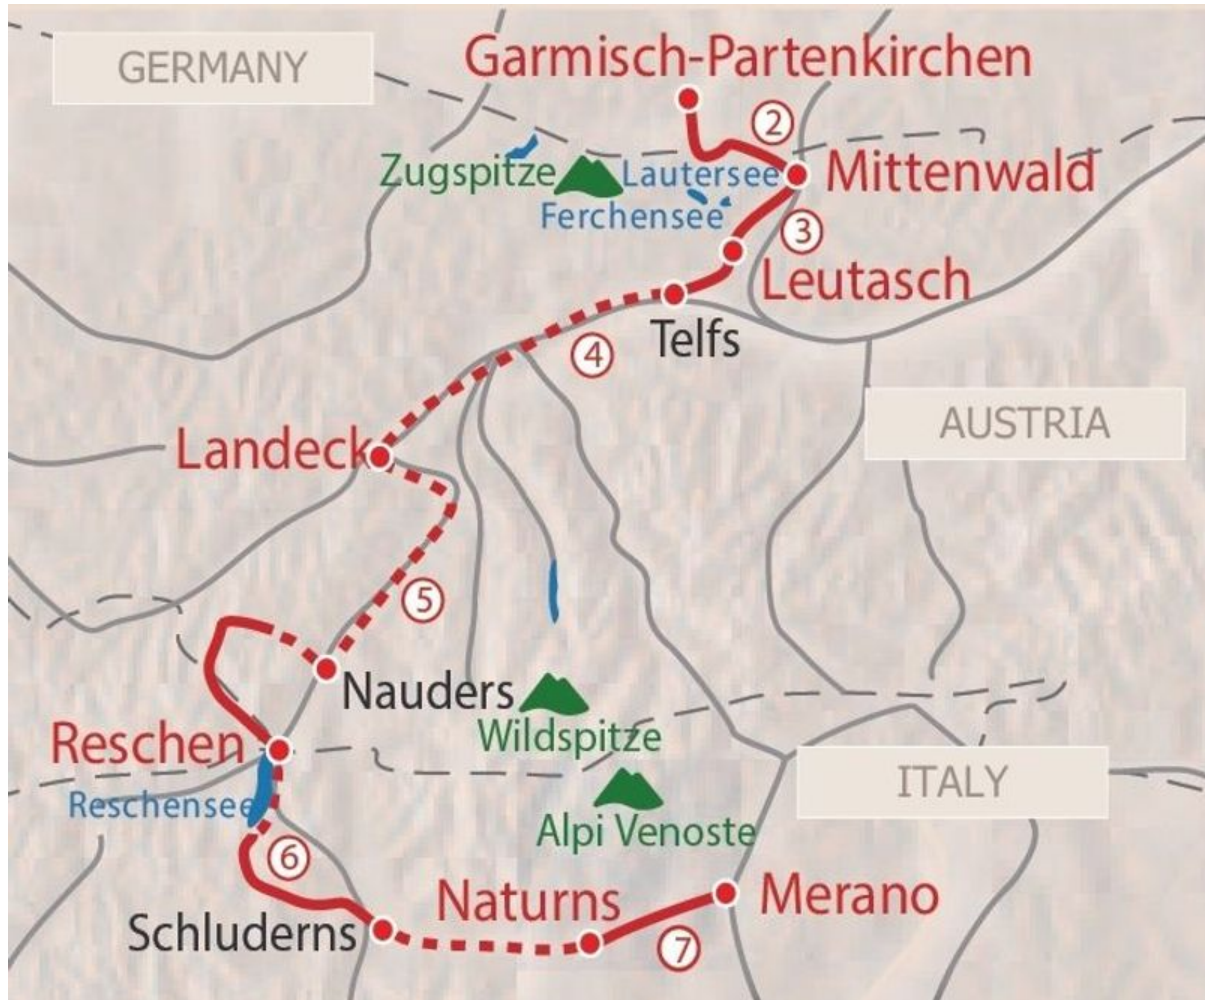 GERMANY
Garmisch-Partenkirchen
2
Zugspitze
Lautersee
Mittenwald
Ferchensee
3
Leutasch
Telfs
4
AUSTRIA
Landeck
5
Nauders
Wildspitze
Reschen
ITALY
Reschensee
Alpi Venoste
6
Naturns
Merano
Schluderns
7